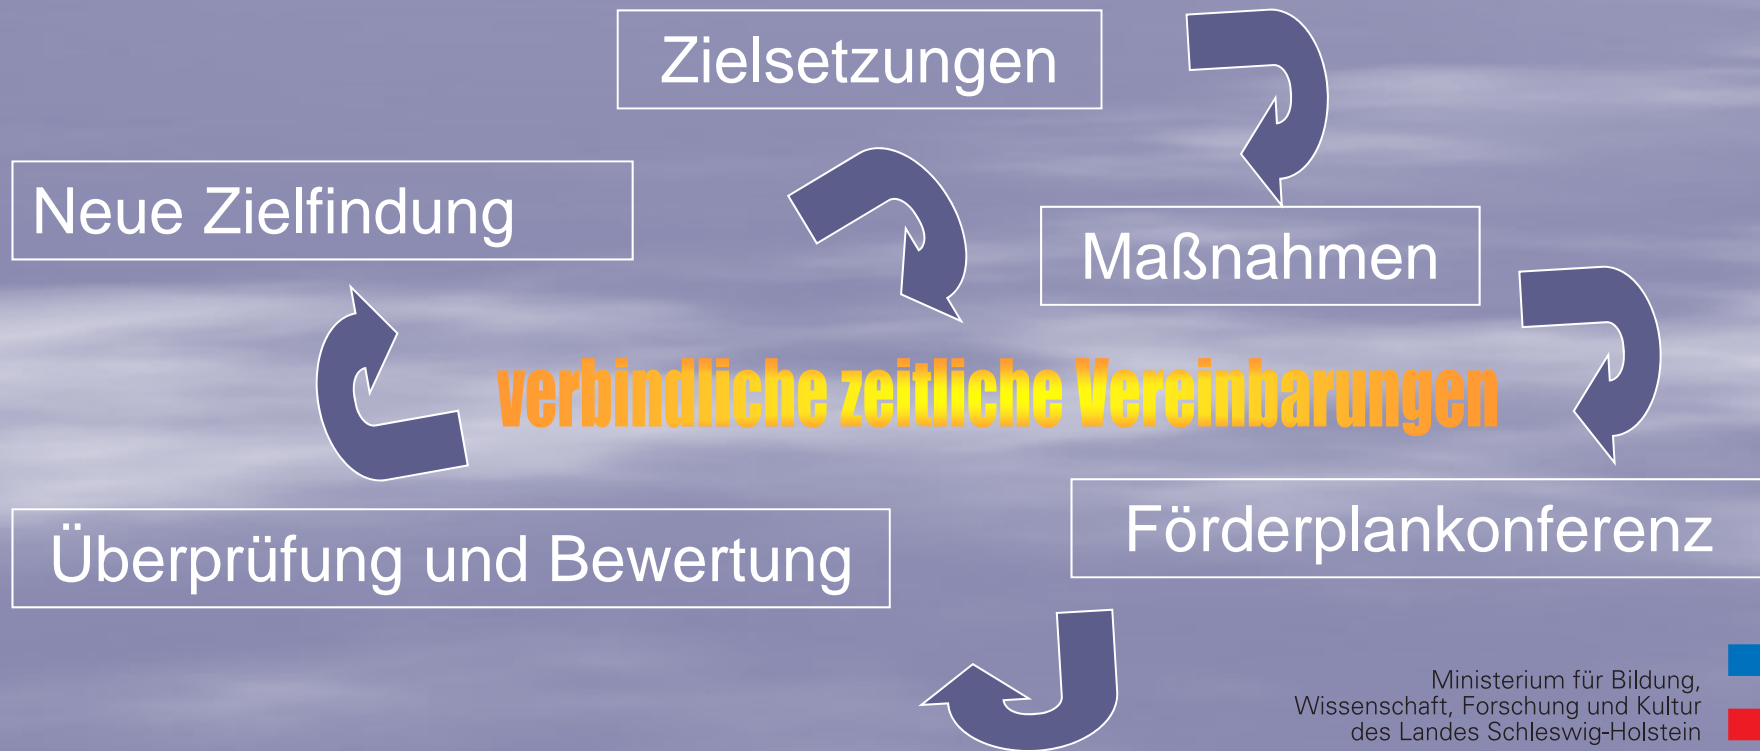 Zielsetzungen
Neue Zielfindung
Maßnahmen
verbindliche zeitliche Vereinbarungen
Förderplankonferenz
Überprüfung und Bewertung
Ministerium für Bildung,
Wissenschaft, Forschung und Kultur
des Landes Schleswig-Holstein